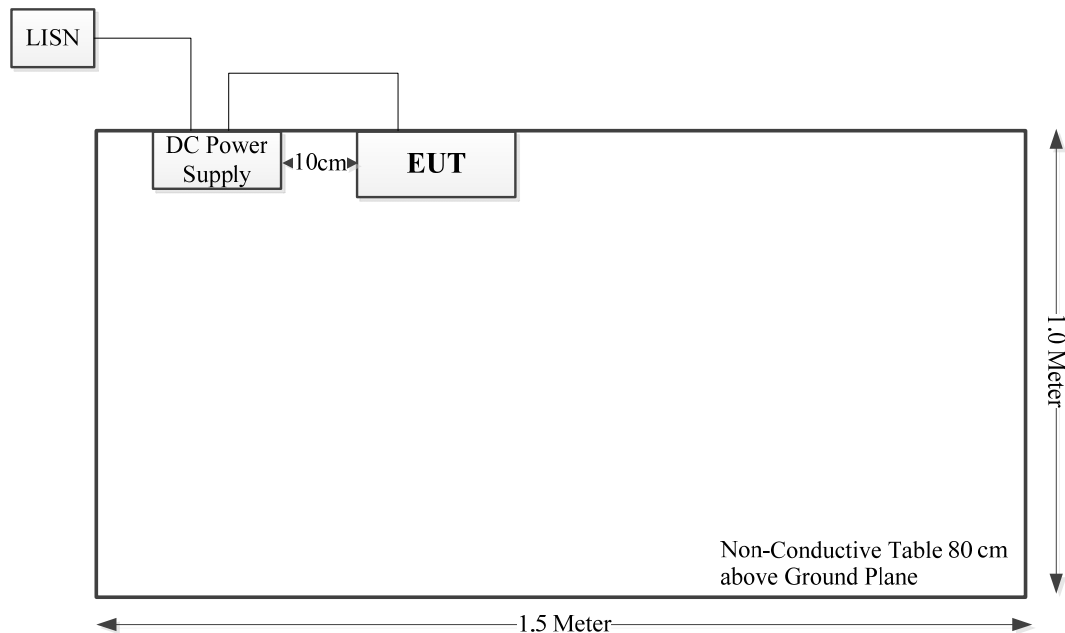 LISN
DC Power
Supply
10cm
EUT
1.0 Meter
Non-Conductive Table 80 cm
above Ground Plane
1.5 Meter